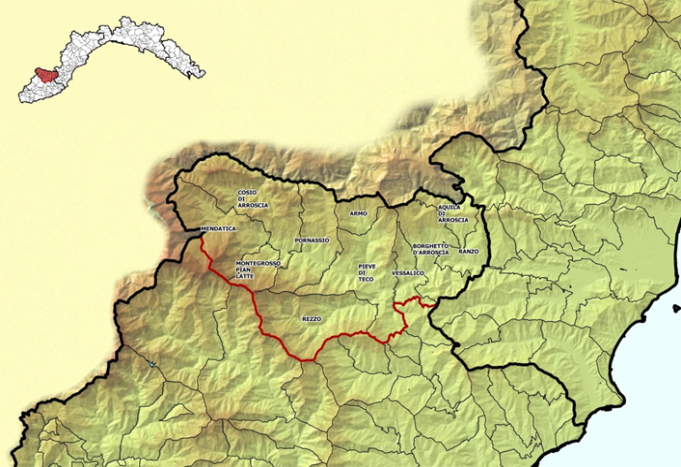 COSIO
DI
ARROSCIA
ARMO
AQUILA
DI
ARROSCIA
MENDATICA
PORNASSIO
BORGHETTO
D'ARROSCIA
RANZO
MONTEGROSSO
PIAN
LATTE
PIEVE
DI
TECO
VESSALICO
REZZO